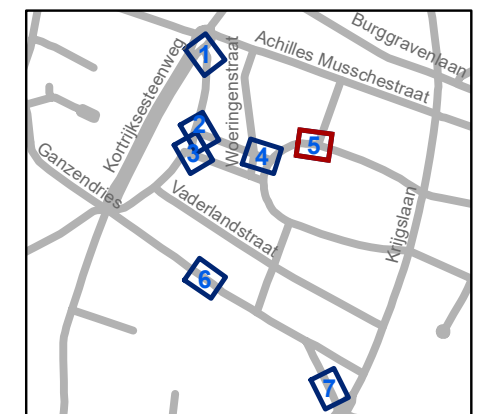 Burggravenlaan
Achilles Musschestraat
Kortrijksesteenweg
Woeringenstraat
1
2
3
4
5
Ganzendries
Vaderlandstraat
Krijgslaan
6
7